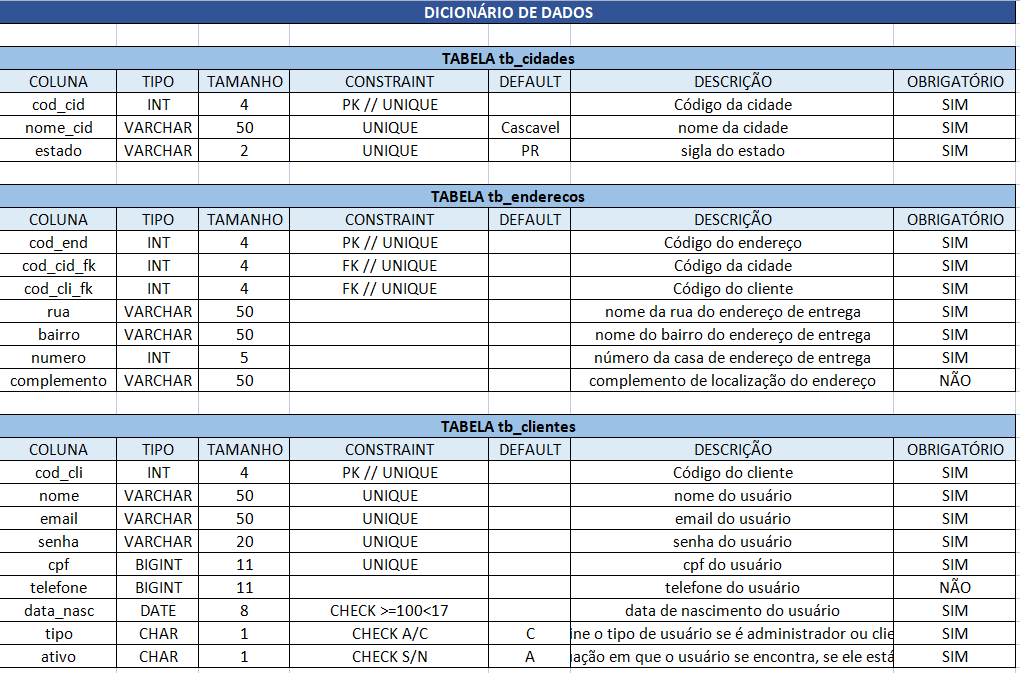 DICIONÁRIO DE DADOS
TABELA tb_cidades
COLUNA TIPO TAMANHO CONSTRAINT DEFAULT DESCRIÇÃO OBRIGATÓRIO
cod_cid INT 4 PK // UNIQUE Código da cidade SIM
nome_cid VARCHAR 50 UNIQUE Cascavel nome da cidade SIM
estado VARCHAR 2 UNIQUE PR sigla do estado SIM
TABELA tb_enderecos
COLUNA TIPO TAMANHO CONSTRAINT DEFAULT DESCRIÇÃO OBRIGATÓRIO
cod_end INT 4 PK // UNIQUE Código do endereço SIM
cod_cid_fk INT 4 FK // UNIQUE Código da cidade SIM
cod_cli_fk INT 4 FK // UNIQUE Código do cliente SIM
rua VARCHAR 50 nome da rua do endereço de entrega SIM
bairro VARCHAR 50 nome do bairro do endereço de entrega SIM
numero INT 5 número da casa de endereço de entrega SIM
complemento VARCHAR 50 complemento de localização do endereço NÃO
TABELA tb_clientes
COLUNA TIPO TAMANHO CONSTRAINT DEFAULT DESCRIÇÃO OBRIGATÓRIO
cod_cli INT 4 PK // UNIQUE Código do cliente SIM
nome VARCHAR 50 UNIQUE nome do usuário SIM
email VARCHAR 50 UNIQUE email do usuário SIM
senha VARCHAR 20 UNIQUE senha do usuário SIM
cpf BIGINT 11 UNIQUE cpf do usuário SIM
telefone BIGINT 11 telefone do usuário NÃO
data_nasc DATE 8 CHECK >=100<17 data de nascimento do usuário SIM
tipo CHAR 1 CHECK A/C C ine o tipo de usuário se é administrador ou clie SIM
ativo CHAR 1 CHECK S/N A uação em que o usuário se encontra, se ele está SIM